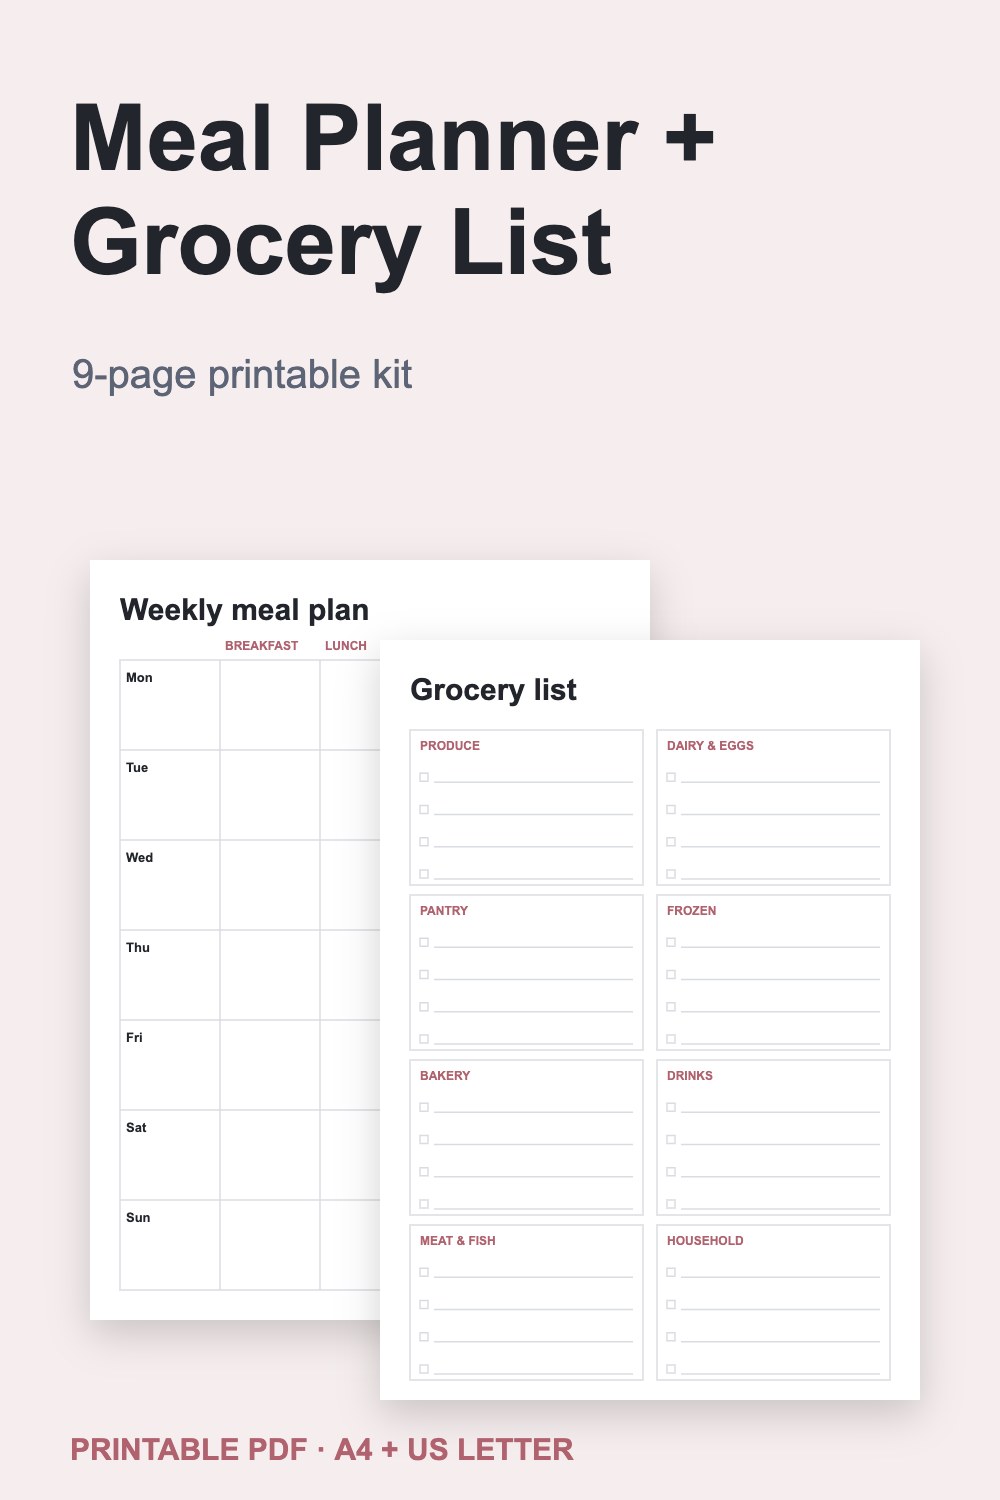 Meal Planner +
Grocery List
9-page printable kit
Weekly meal plan
BREAKFAST LUNCH
Mon
Tue
Wed
Thu
Fri
Sat
Sun
Grocery list
PRODUCE
DAIRY & EGGS
PANTRY
FROZEN
BAKERY
DRINKS
MEAT & FISH
HOUSEHOLD
PRINTABLE PDF · A4 + US LETTER